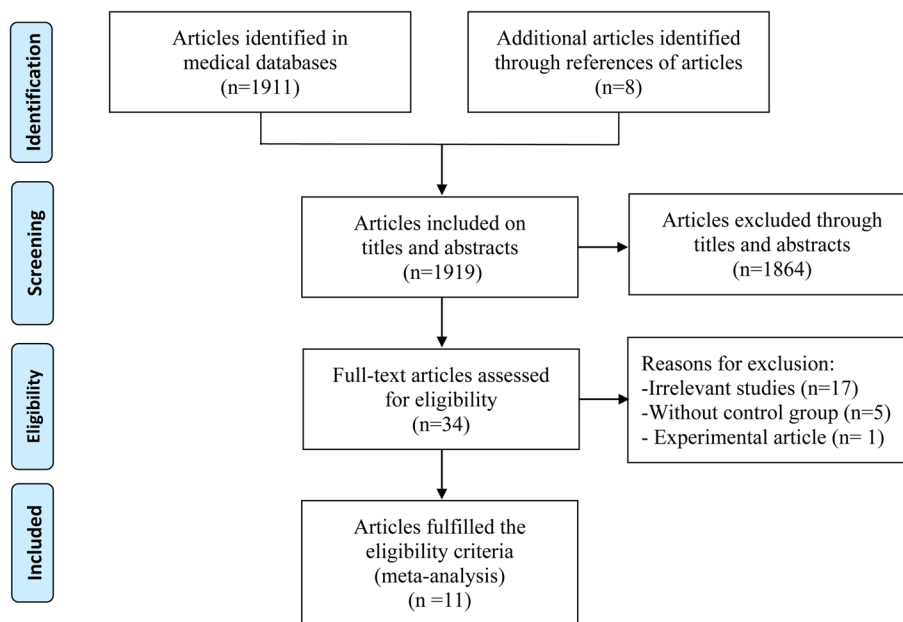 Identification
Articles identified in
medical databases
(n=1911)
Additional articles identified
through references of articles
(n=8)
Screening
Articles included on
titles and abstracts
(n=1919)
Articles excluded through
titles and abstracts
(n=1864)
Eligibility
Full-text articles assessed
for eligibility
(n=34)
Reasons for exclusion:
-Irrelevant studies (n=17)
-Without control group (n=5)
- Experimental article (n= 1)
Included
Articles fulfilled the
eligibility criteria
(meta-analysis)
(n =11)